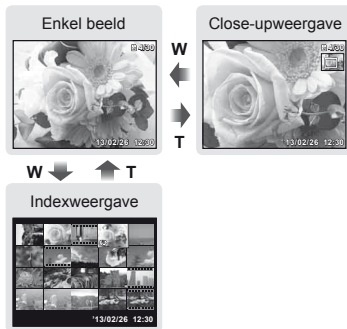 Enkel beeld
4/30
13/02/26 12:30
W
T
Close-upweergave
4/30
13/02/26 12:30
W T
Indexweergave
'13/02/26 12:30